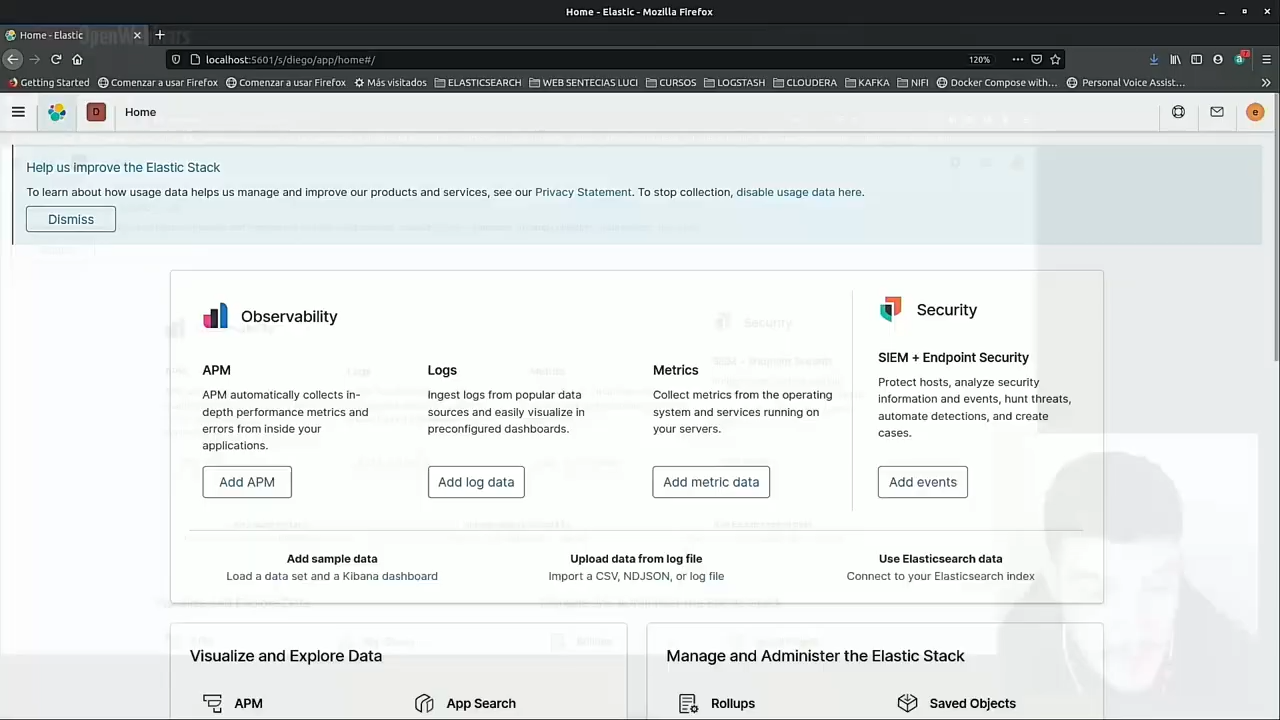 Home - Elastic - Mozilla Firefox
Home - Elastic
OpenWebinars
localhost:5601/s/diego/app/home#/
120%
Getting Started
Comenzar a usar Firefox
Comenzar a usar Firefox
Más visitados
ELASTICSEARCH
WEB SENTECIAS LUCI
CURSOS
LOGSTASH
CLOUDERA
KAFKA
NIFI
Docker Compose with...
Personal Voice Assist...
D
Home
e
Help us improve the Elastic Stack
To learn about how usage data helps us manage and improve our products and services, see our Privacy Statement. To stop collection, disable usage data here.
Dismiss
Observability
APM
APM automatically collects in-
depth performance metrics and
errors from inside your
applications.
Add APM
Logs
Ingest logs from popular data
sources and easily visualize in
preconfigured dashboards.
Add log data
Metrics
Collect metrics from the operating
system and services running on
your servers.
Add metric data
Security
SIEM + Endpoint Security
Protect hosts, analyze security
information and events, hunt threats,
automate detections, and create
cases.
Add events
Security
Add sample data
Load a data set and a Kibana dashboard
Upload data from log file
Import a CSV, NDJSON, or log file
Use Elasticsearch data
Connect to your Elasticsearch index
Visualize and Explore Data
APM
App Search
Manage and Administer the Elastic Stack
Rollups
Saved Objects